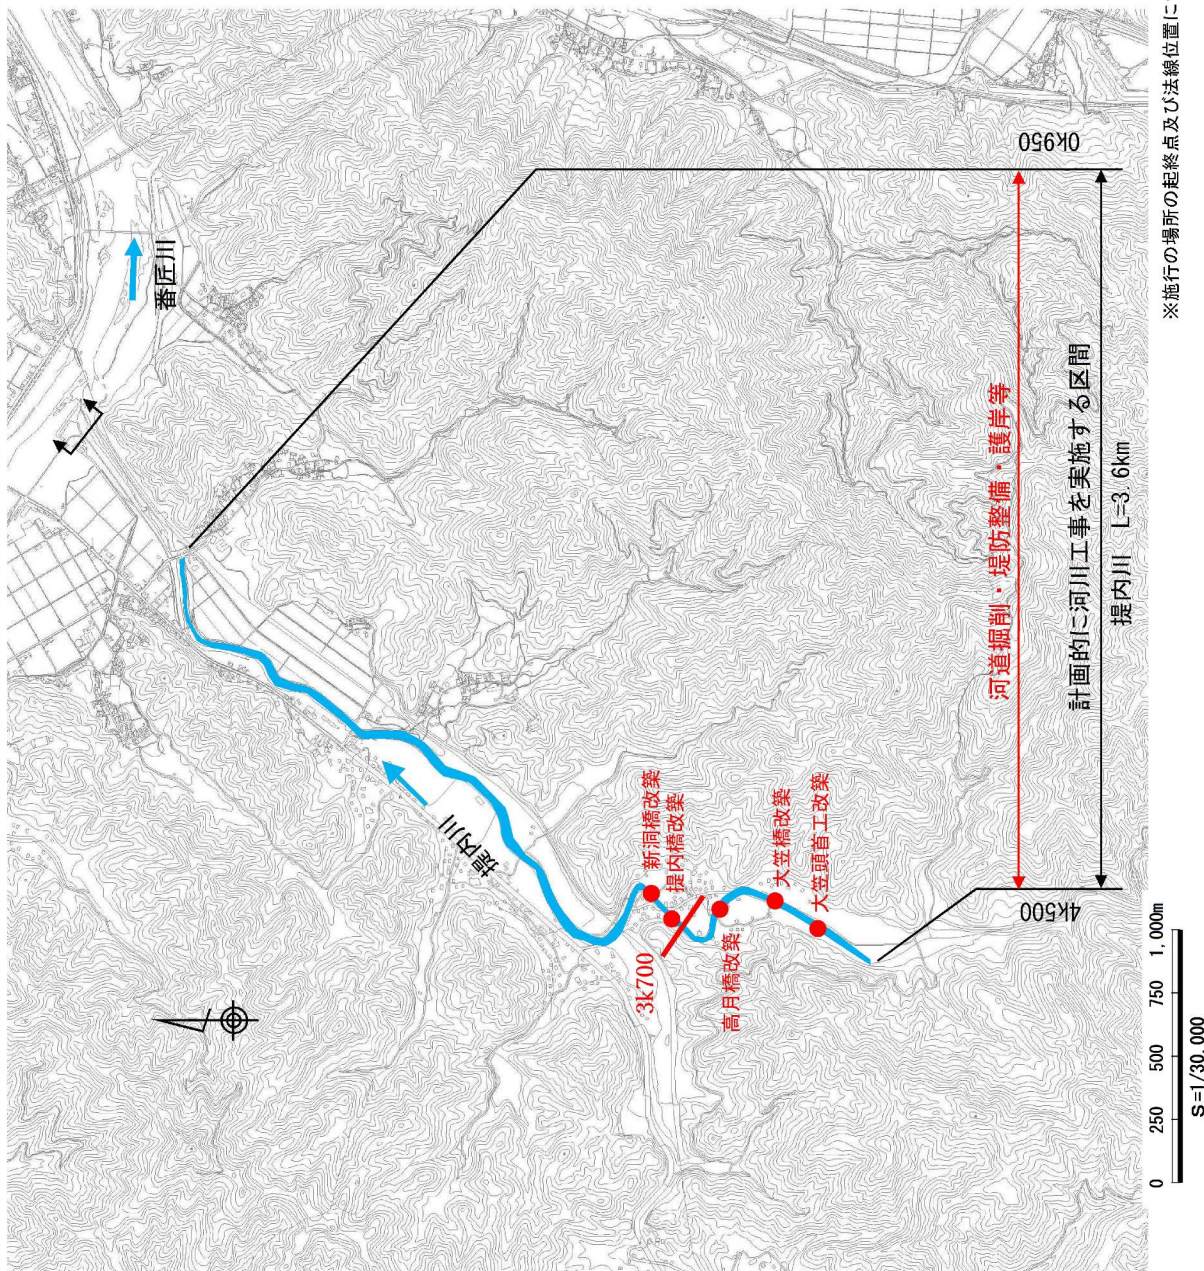 番匠川
堤内川
新洞橋改築
堤内橋改築
3k700
高月橋改築
大笠橋改築
大笠頭首工改築
0k950
4k500
河道掘削・堤防整備・護岸等
計画的に河川工事を実施する区間
堤内川 L=3.6km
※施行の場所の起終点及び法線位置に
0 250 500 750 1,000m
S=1/30,000